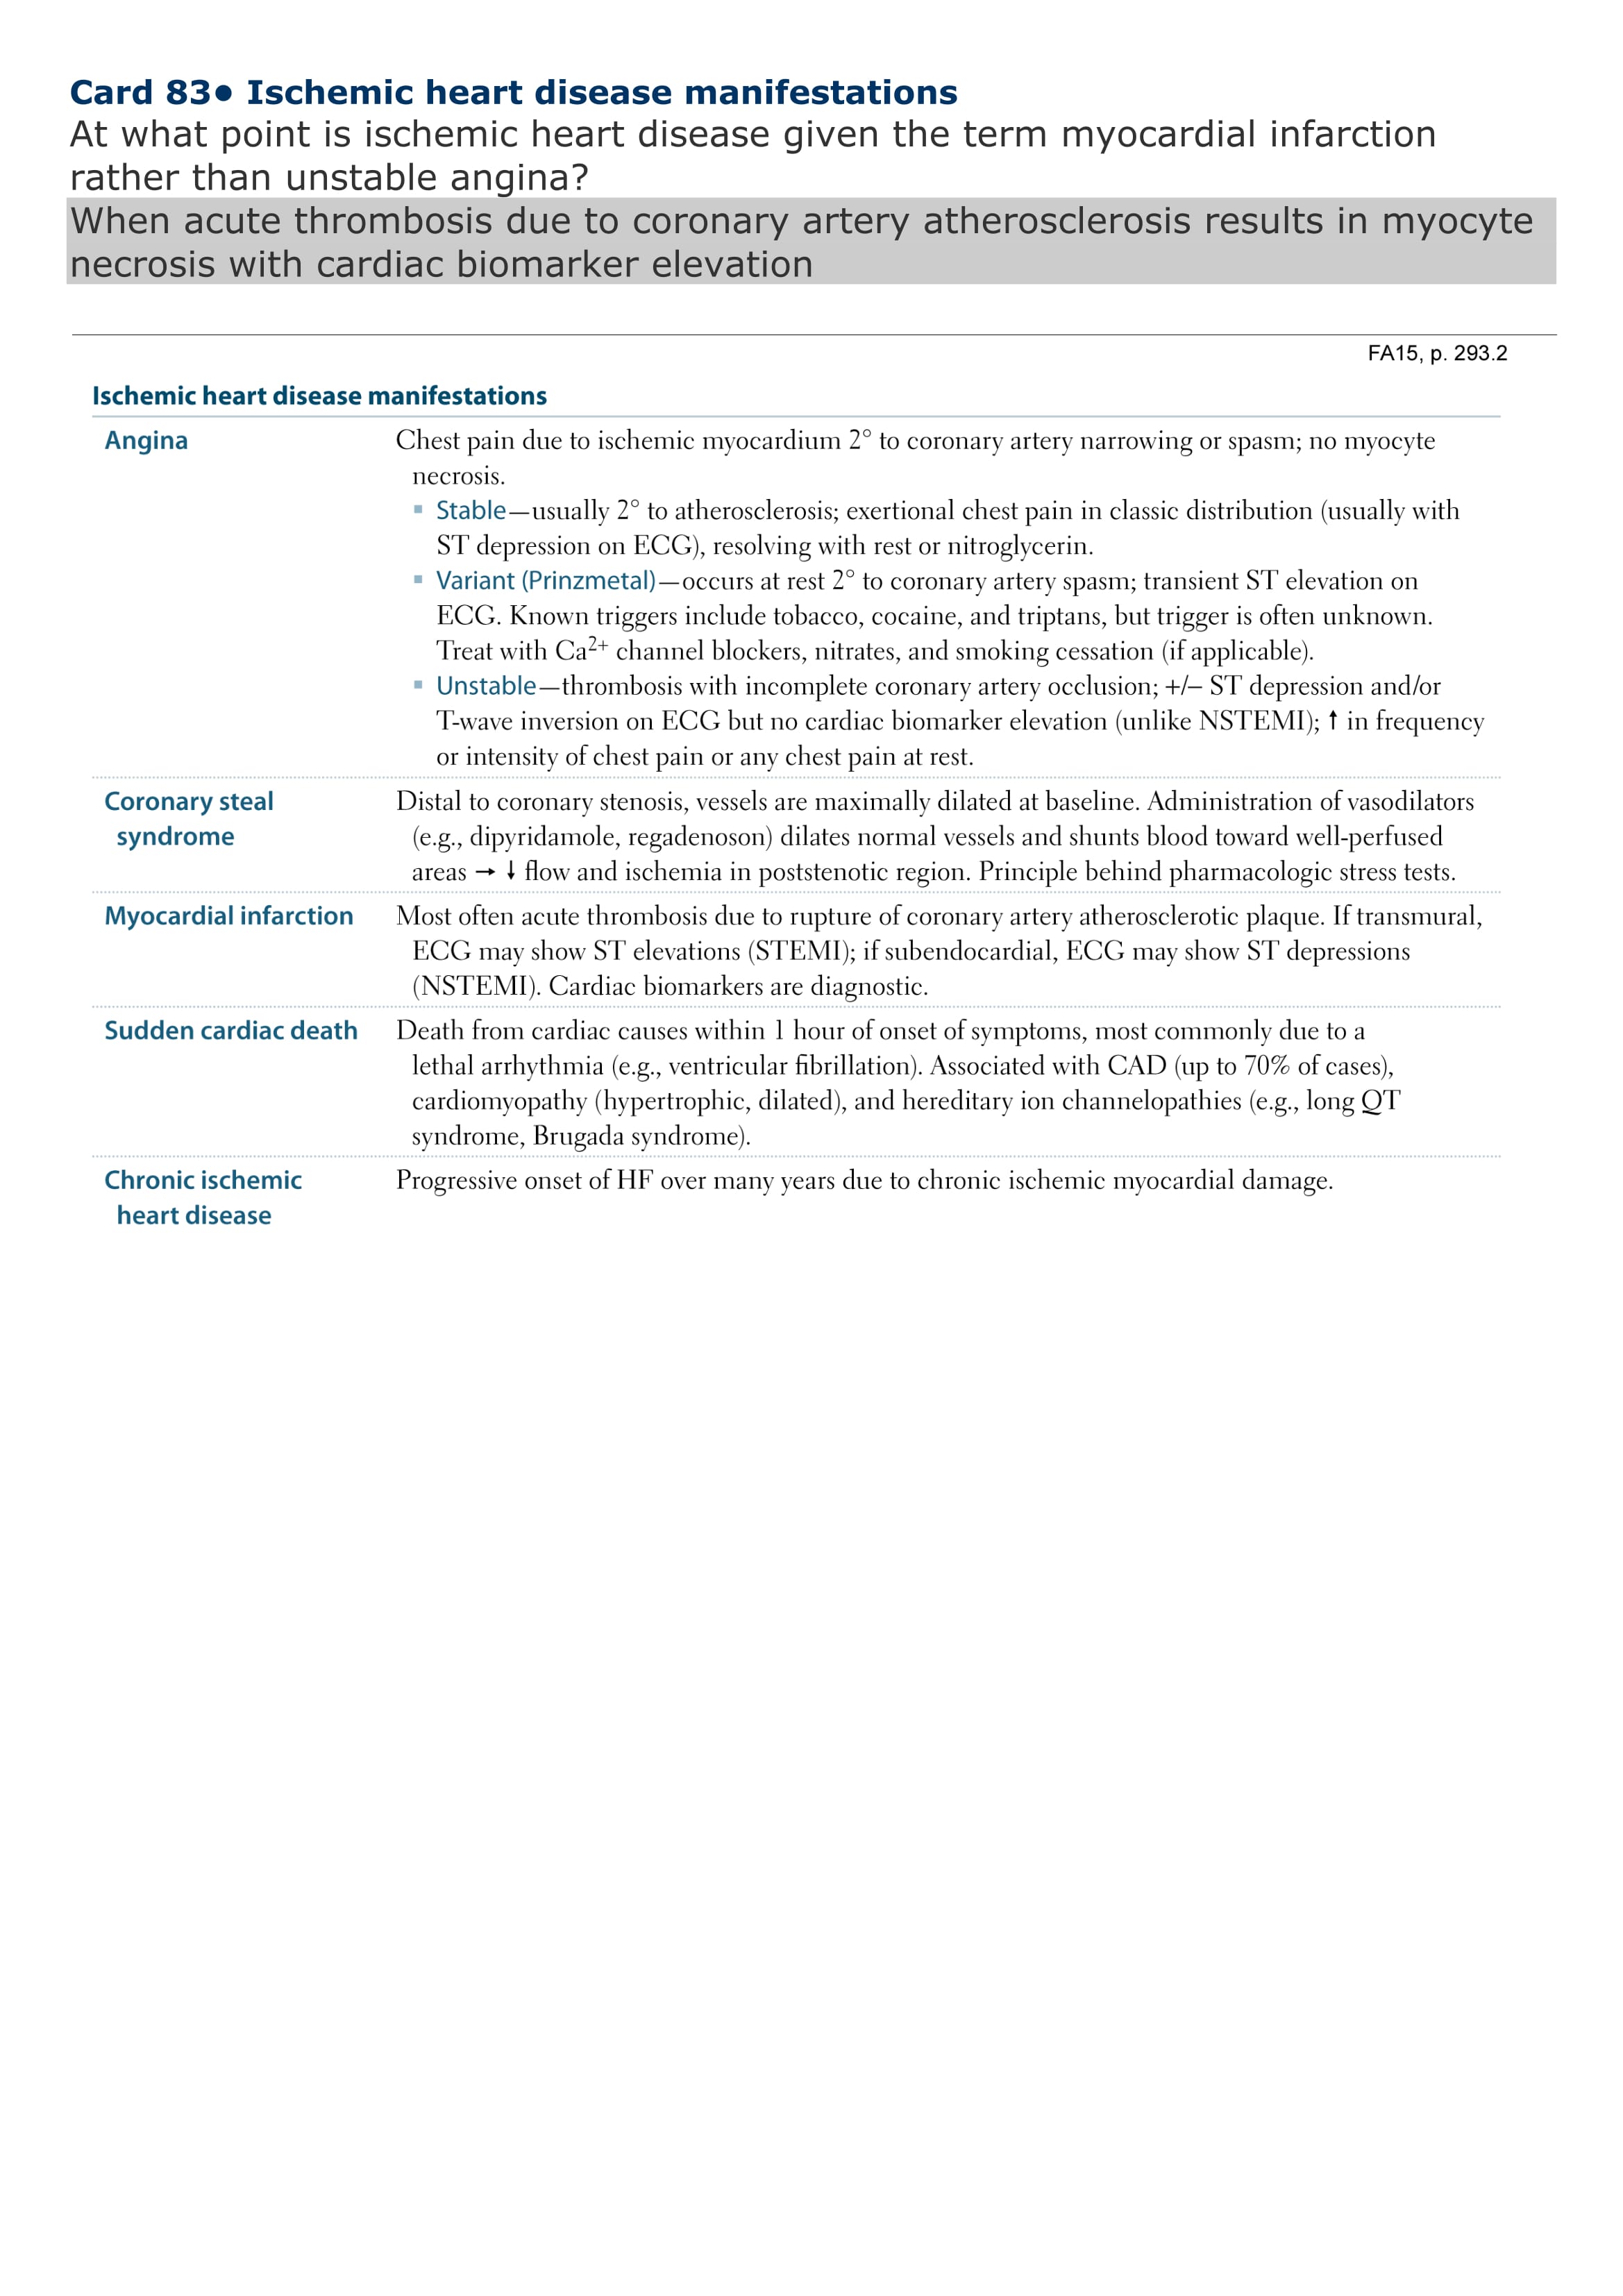 Card 83● Ischemic heart disease manifestations
At what point is ischemic heart disease given the term myocardial infarction
rather than unstable angina?
When acute thrombosis due to coronary artery atherosclerosis results in myocyte
necrosis with cardiac biomarker elevation
FA15, p. 293.2
Ischemic heart disease manifestations
Angina
Chest pain due to ischemic myocardium 2° to coronary artery narrowing or spasm; no myocyte
necrosis.
▪ Stable—usually 2° to atherosclerosis; exertional chest pain in classic distribution (usually with
ST depression on ECG), resolving with rest or nitroglycerin.
▪ Variant (Prinzmetal)—occurs at rest 2° to coronary artery spasm; transient ST elevation on
ECG. Known triggers include tobacco, cocaine, and triptans, but trigger is often unknown.
Treat with Ca²⁺ channel blockers, nitrates, and smoking cessation (if applicable).
▪ Unstable—thrombosis with incomplete coronary artery occlusion; +/– ST depression and/or
T-wave inversion on ECG but no cardiac biomarker elevation (unlike NSTEMI); ↑ in frequency
or intensity of chest pain or any chest pain at rest.
Coronary steal
syndrome
Distal to coronary stenosis, vessels are maximally dilated at baseline. Administration of vasodilators
(e.g., dipyridamole, regadenoson) dilates normal vessels and shunts blood toward well-perfused
areas → ↓ flow and ischemia in poststenotic region. Principle behind pharmacologic stress tests.
Myocardial infarction
Most often acute thrombosis due to rupture of coronary artery atherosclerotic plaque. If transmural,
ECG may show ST elevations (STEMI); if subendocardial, ECG may show ST depressions
(NSTEMI). Cardiac biomarkers are diagnostic.
Sudden cardiac death
Death from cardiac causes within 1 hour of onset of symptoms, most commonly due to a
lethal arrhythmia (e.g., ventricular fibrillation). Associated with CAD (up to 70% of cases),
cardiomyopathy (hypertrophic, dilated), and hereditary ion channelopathies (e.g., long QT
syndrome, Brugada syndrome).
Chronic ischemic
heart disease
Progressive onset of HF over many years due to chronic ischemic myocardial damage.